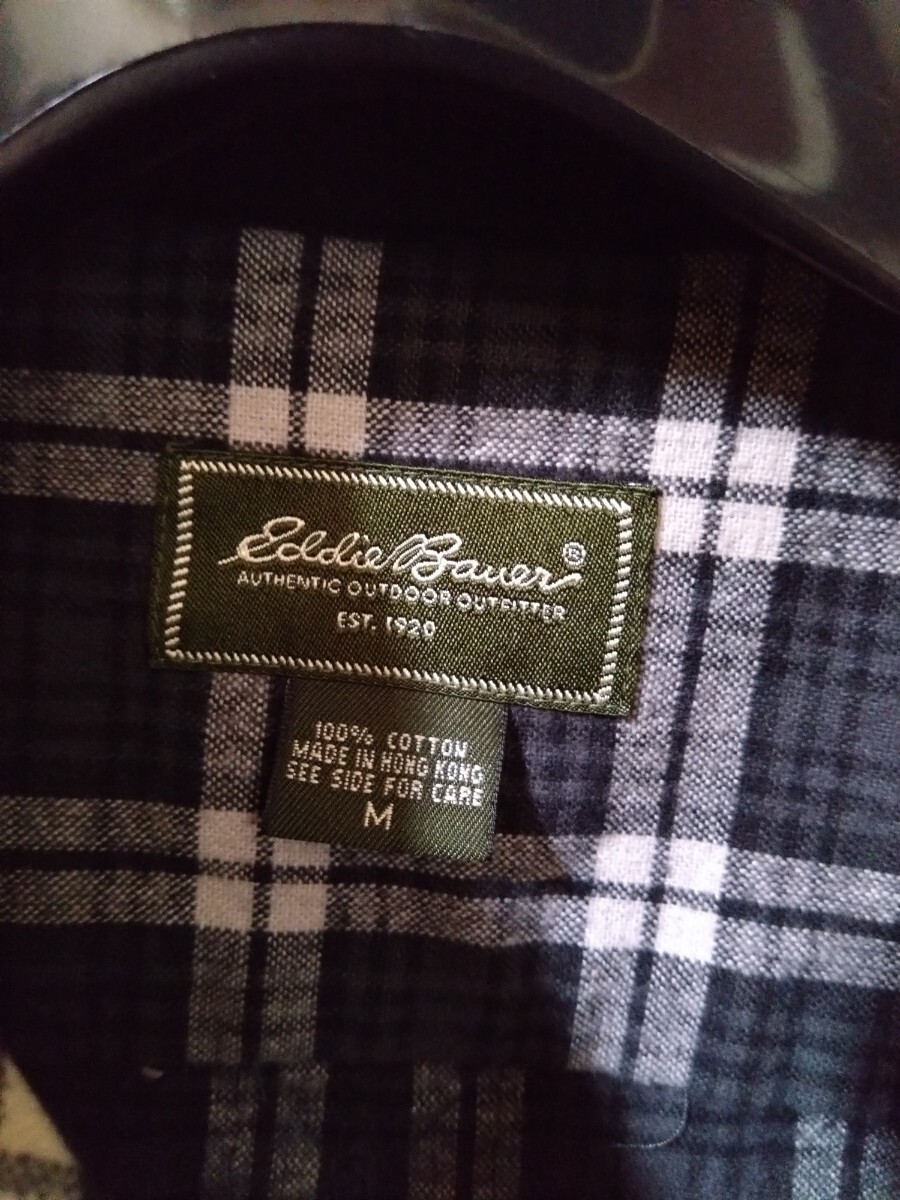 Eddie Bauer®
AUTHENTIC OUTDOOR OUTFITTER
EST. 1920
100% COTTON
MADE IN HONG KONG
SEE SIDE FOR CARE
M